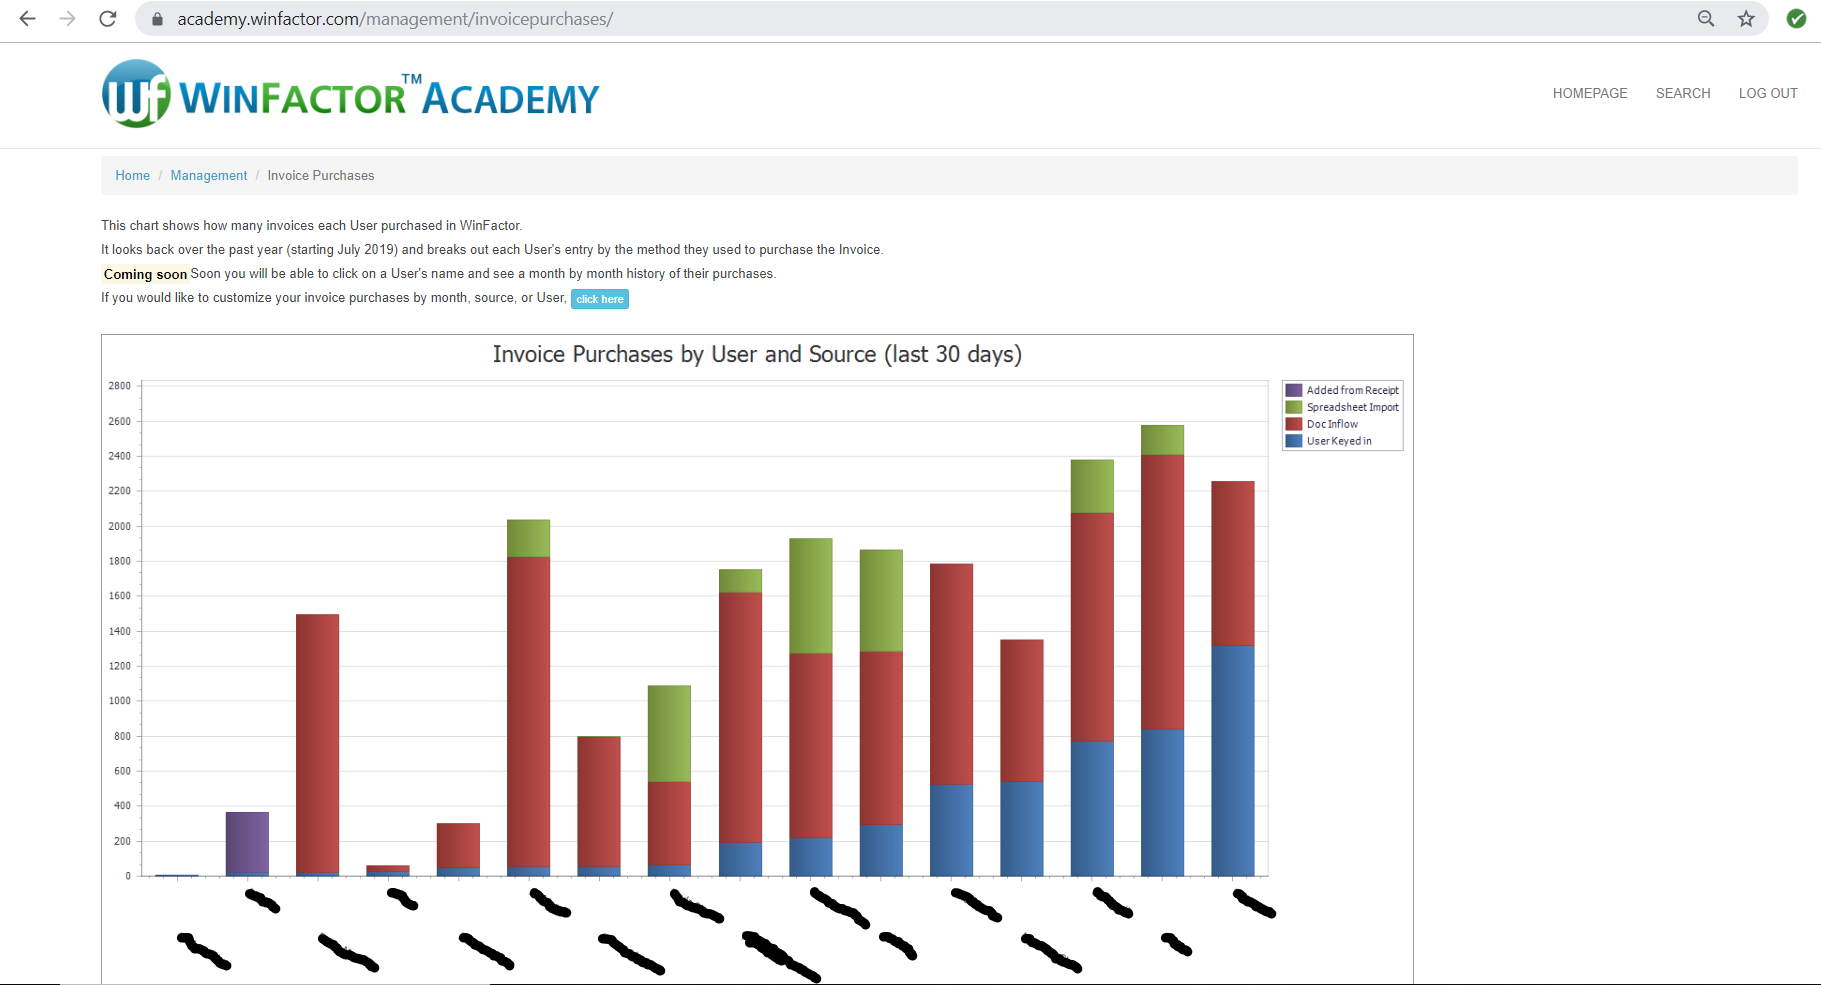 academy.winfactor.com/management/invoicepurchases/
Wf WINFACTOR™ ACADEMY
HOMEPAGE SEARCH LOG OUT
Home / Management / Invoice Purchases
This chart shows how many invoices each User purchased in WinFactor.
It looks back over the past year (starting July 2019) and breaks out each User's entry by the method they used to purchase the Invoice.
Coming soon Soon you will be able to click on a User's name and see a month by month history of their purchases.
If you would like to customize your invoice purchases by month, source, or User, click here
Invoice Purchases by User and Source (last 30 days)
2800
2600
2400
2200
2000
1800
1600
1400
1200
1000
800
600
400
200
0
Added from Receipt
Spreadsheet Import
Doc Inflow
User Keyed in